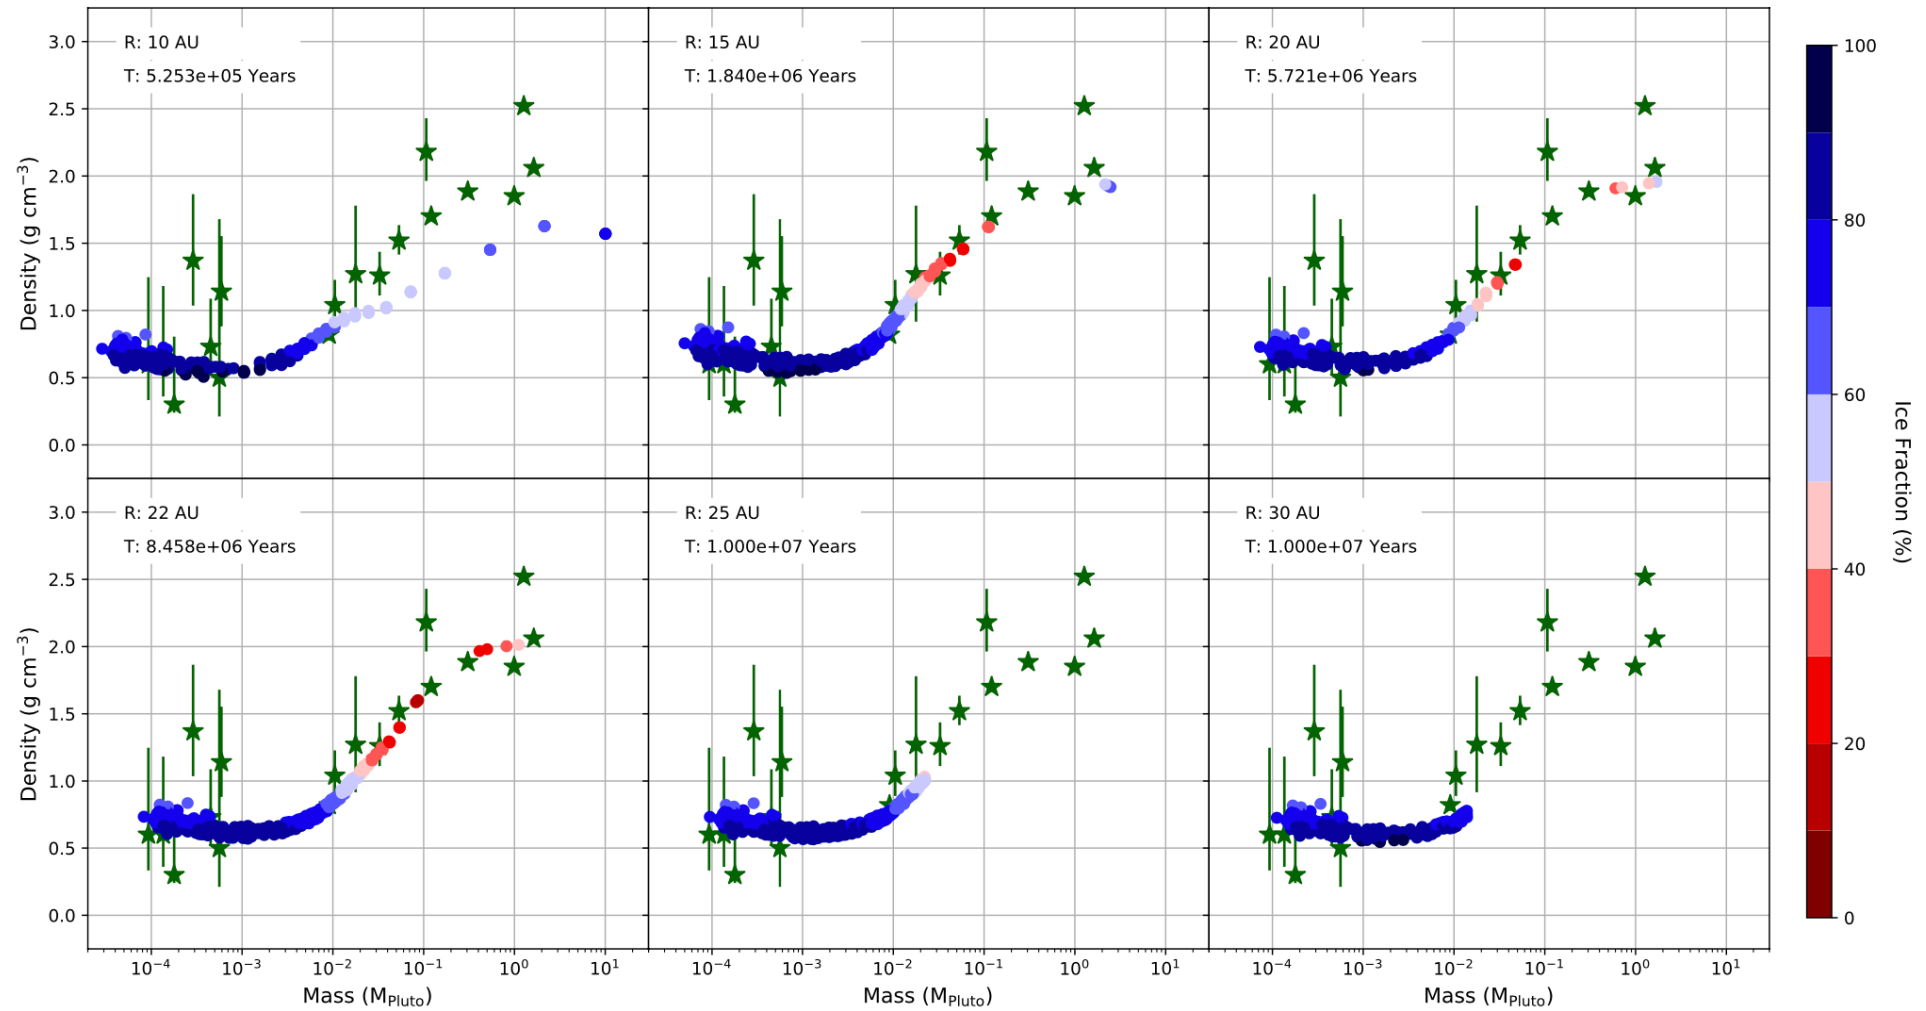 R: 10 AU
T: 5.253e+05 Years
R: 15 AU
T: 1.840e+06 Years
R: 20 AU
T: 5.721e+06 Years
3.0
2.5
2.0
1.5
1.0
0.5
0.0
Density (g cm⁻³)
R: 22 AU
T: 8.458e+06 Years
R: 25 AU
T: 1.000e+07 Years
R: 30 AU
T: 1.000e+07 Years
3.0
2.5
2.0
1.5
1.0
0.5
0.0
Density (g cm⁻³)
10⁻⁴ 10⁻³ 10⁻² 10⁻¹ 10⁰ 10¹
Mass (M_Pluto)
10⁻⁴ 10⁻³ 10⁻² 10⁻¹ 10⁰ 10¹
Mass (M_Pluto)
10⁻⁴ 10⁻³ 10⁻² 10⁻¹ 10⁰ 10¹
Mass (M_Pluto)
100
80
60
40
20
0
Ice Fraction (%)